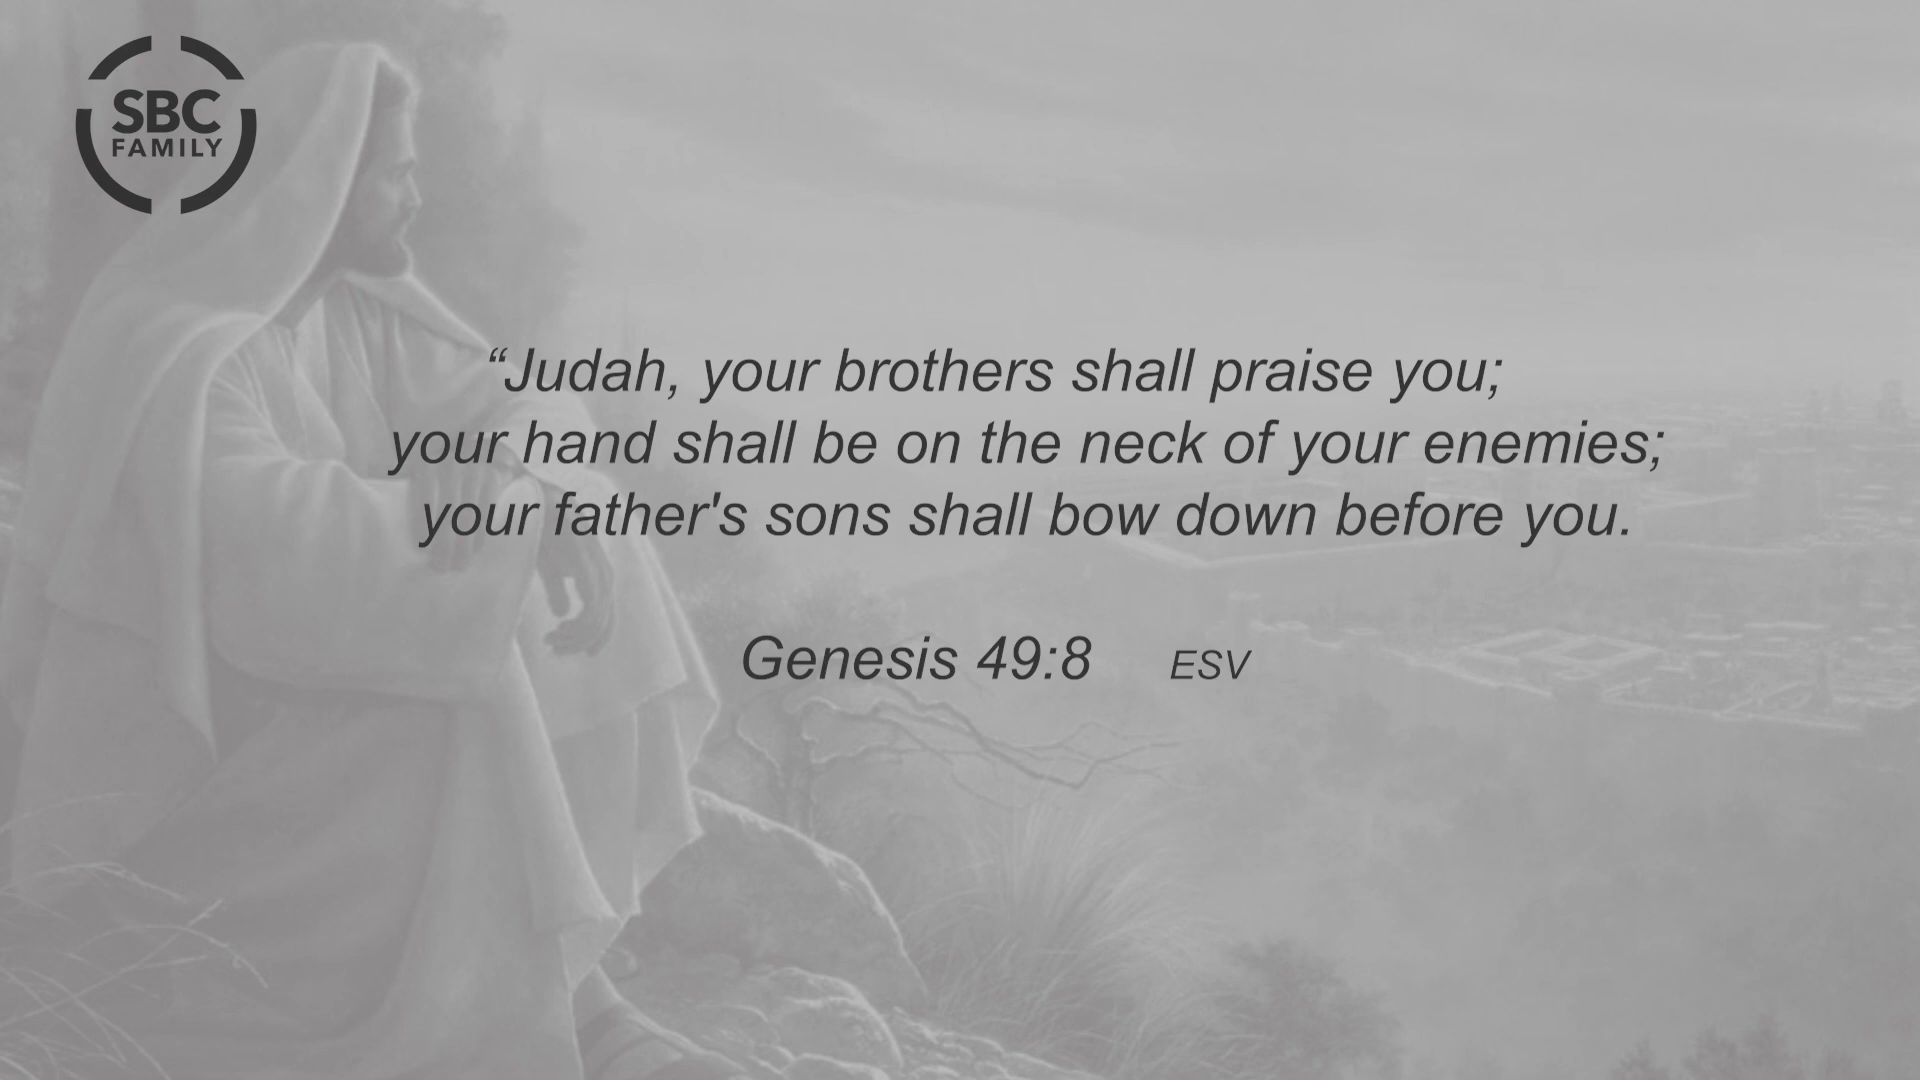 SBC
FAMILY
“Judah, your brothers shall praise you;
your hand shall be on the neck of your enemies;
your father's sons shall bow down before you.
Genesis 49:8 ESV